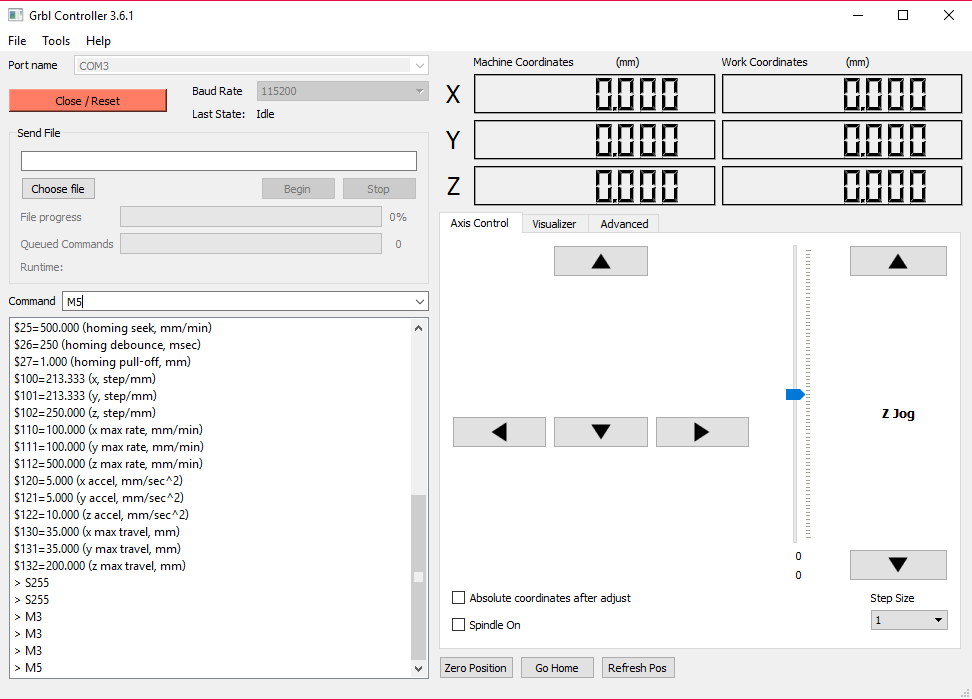 Grbl Controller 3.6.1
File Tools Help
Port name COM3
Close / Reset
Baud Rate 115200
Last State: Idle
Send File
Choose file Begin Stop
File progress 0%
Queued Commands 0
Runtime:
Command M5
$25=500.000 (homing seek, mm/min)
$26=250 (homing debounce, msec)
$27=1.000 (homing pull-off, mm)
$100=213.333 (x, step/mm)
$101=213.333 (y, step/mm)
$102=250.000 (z, step/mm)
$110=100.000 (x max rate, mm/min)
$111=100.000 (y max rate, mm/min)
$112=500.000 (z max rate, mm/min)
$120=5.000 (x accel, mm/sec^2)
$121=5.000 (y accel, mm/sec^2)
$122=10.000 (z accel, mm/sec^2)
$130=35.000 (x max travel, mm)
$131=35.000 (y max travel, mm)
$132=200.000 (z max travel, mm)
> S255
> S255
> M3
> M3
> M3
> M5
Machine Coordinates (mm) Work Coordinates (mm)
X 0.000 0.000
Y 0.000 0.000
Z 0.000 0.000
Axis Control Visualizer Advanced
Z Jog
0
0
Absolute coordinates after adjust
Spindle On
Step Size
1
Zero Position Go Home Refresh Pos